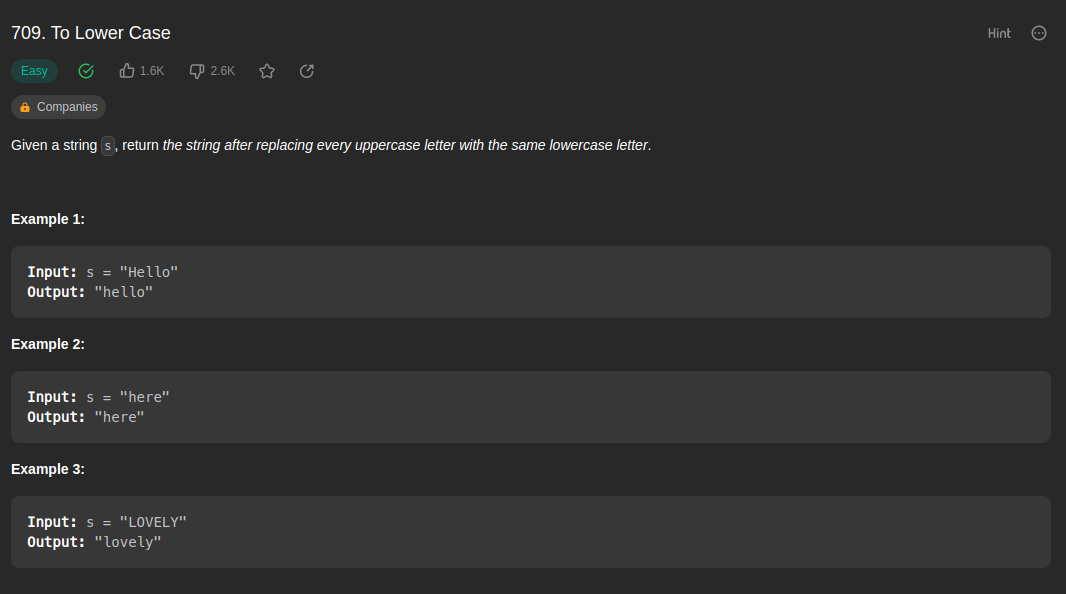 709. To Lower Case
Hint
Easy 1.6K 2.6K
Companies
Given a string s, return the string after replacing every uppercase letter with the same lowercase letter.
Example 1:
Input: s = "Hello"
Output: "hello"
Example 2:
Input: s = "here"
Output: "here"
Example 3:
Input: s = "LOVELY"
Output: "lovely"